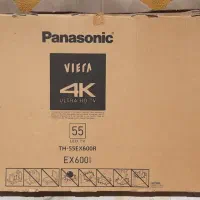 Panasonic
VIERA
4K
ULTRA HD TV
55
TH-55EX600R
EX600